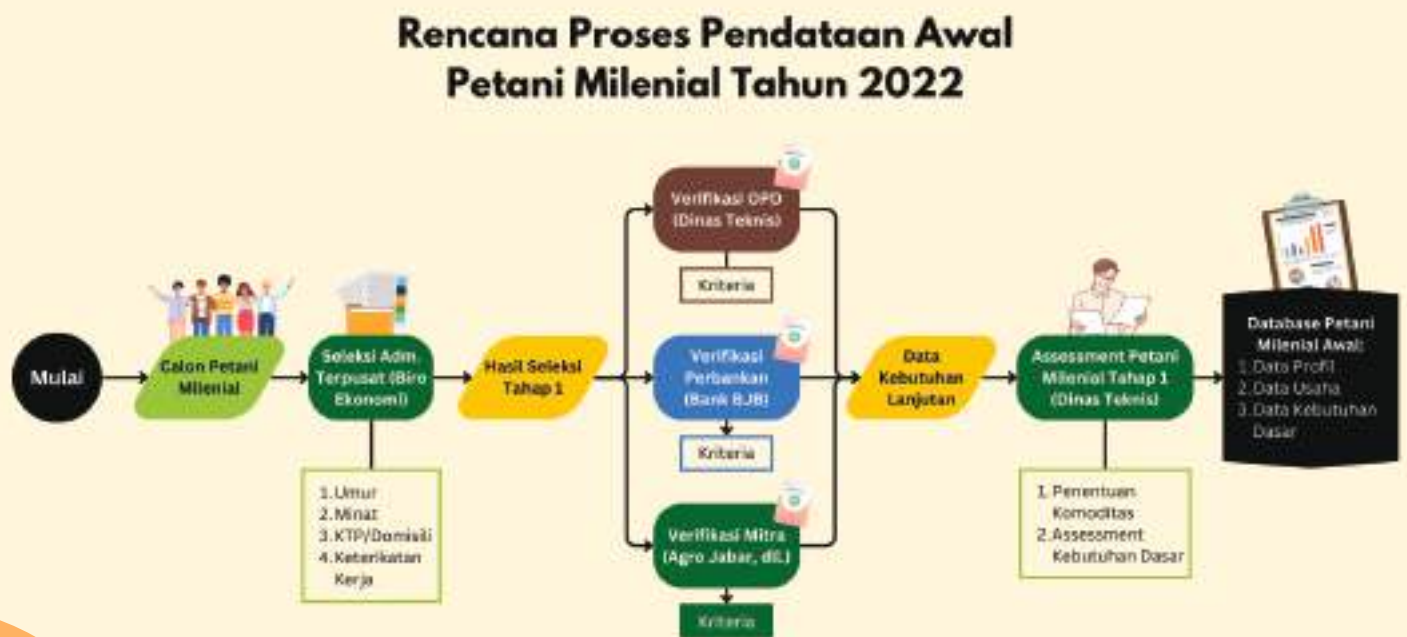 Rencana Proses Pendataan Awal
Petani Milenial Tahun 2022
Mulai
Calon Petani
Milenial
Seleksi Adm.
Terpusat (Biro
Ekonomi)
1. Umur
2. Minat
3. KTP/Domisili
4. Keterikatan
Kerja
Hasil Seleksi
Tahap 1
Verifikasi OPD
(Dinas Teknis)
Kriteria
Verifikasi
Perbankan
(Bank BJB)
Kriteria
Verifikasi Mitra
(Agro Jabar, dll.)
Kriteria
Data
Kebutuhan
Lanjutan
Assessment Petani
Milenial Tahap 1
(Dinas Teknis)
1. Penentuan
Komoditas
2. Assessment
Kebutuhan Dasar
Database Petani
Milenial Awal:
1. Data Profil
2. Data Usaha
3. Data Kebutuhan
Dasar